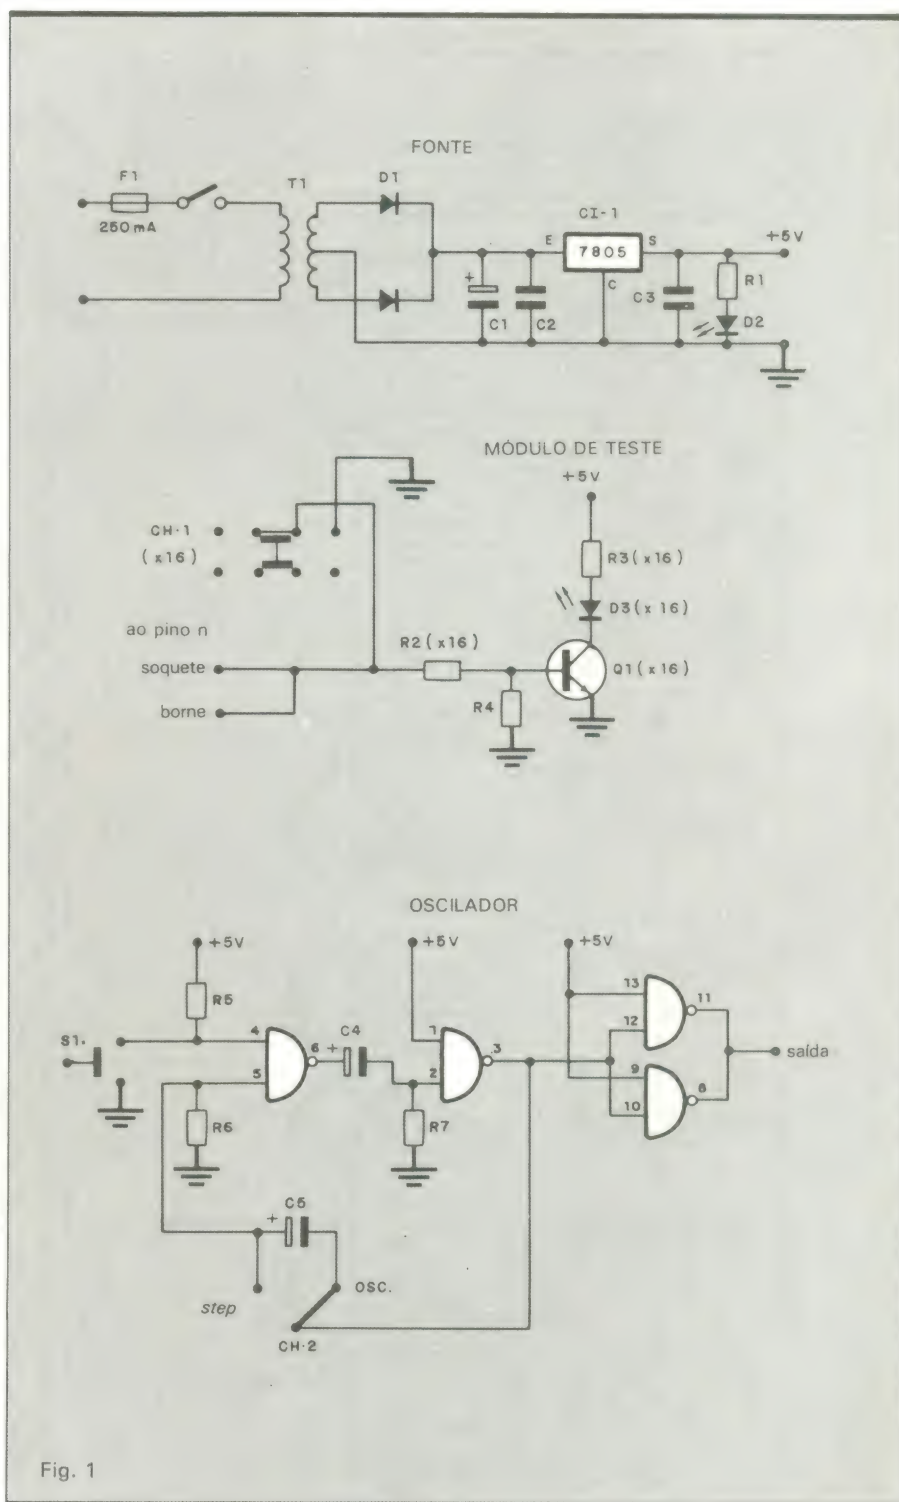 FONTE
F1
250 mA
T1
D1
CI-1
E
7805
S
C
+5V
+
C1
C2
C3
R1
D2
MÓDULO DE TESTE
+5V
CH-1
(x16)
R3 (x16)
D3 (x 16)
ao pino n
soquete
borne
R2 (x16)
R4
Q1 (x16)
OSCILADOR
+5V
+5V
+5V
R5
S1
4
5
6
C4
+
1
2
3
13
12
11
9
10
8
saída
R6
R7
C5
+
step
OSC.
CH-2
Fig. 1